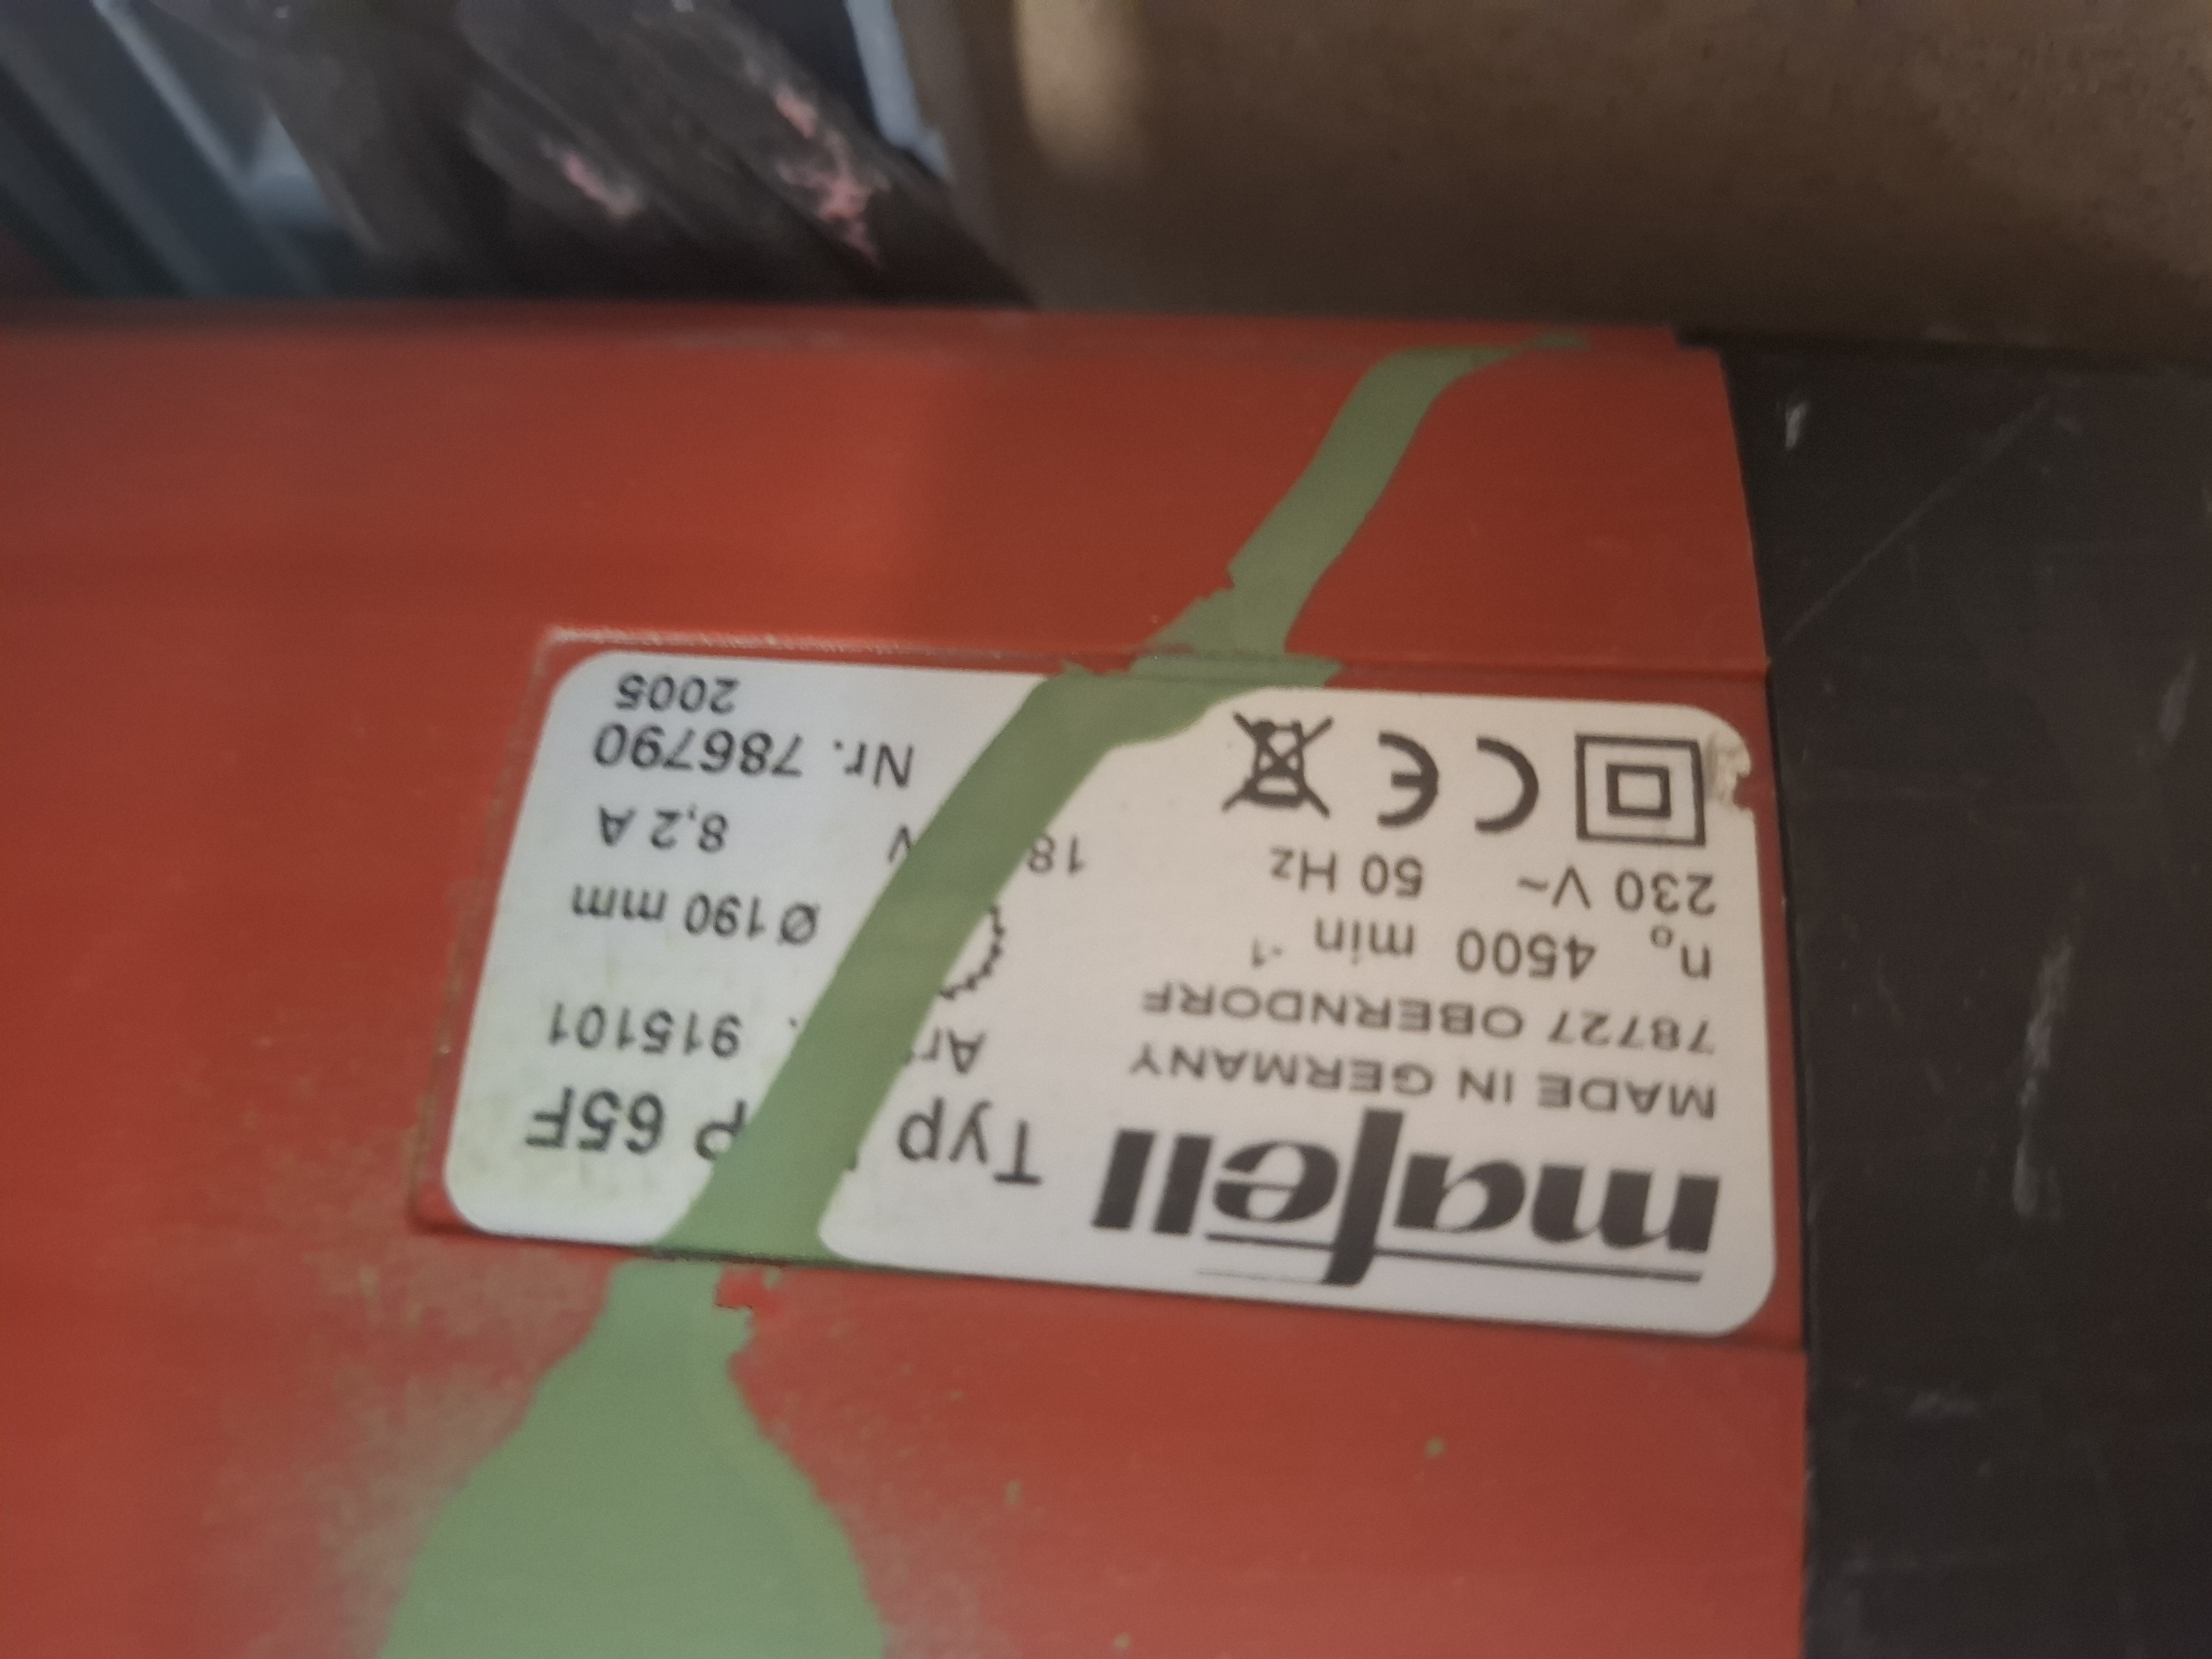 mafell
MADE IN GERMANY
78727 OBERNDORF
n₀ 4500 min⁻¹
230 V~ 50 Hz
CE
Typ P 65F
915101
Ø 190 mm
8,2 A
Nr. 786790
2005